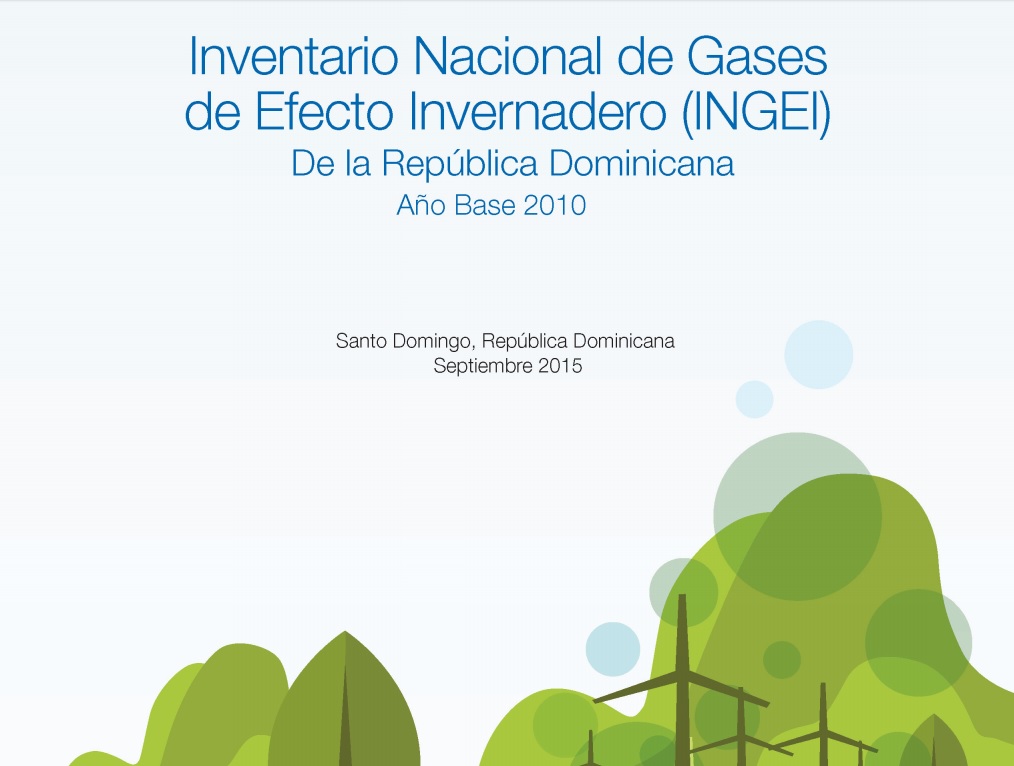 Inventario Nacional de Gases
de Efecto Invernadero (INGEI)
De la República Dominicana
Año Base 2010
Santo Domingo, República Dominicana
Septiembre 2015